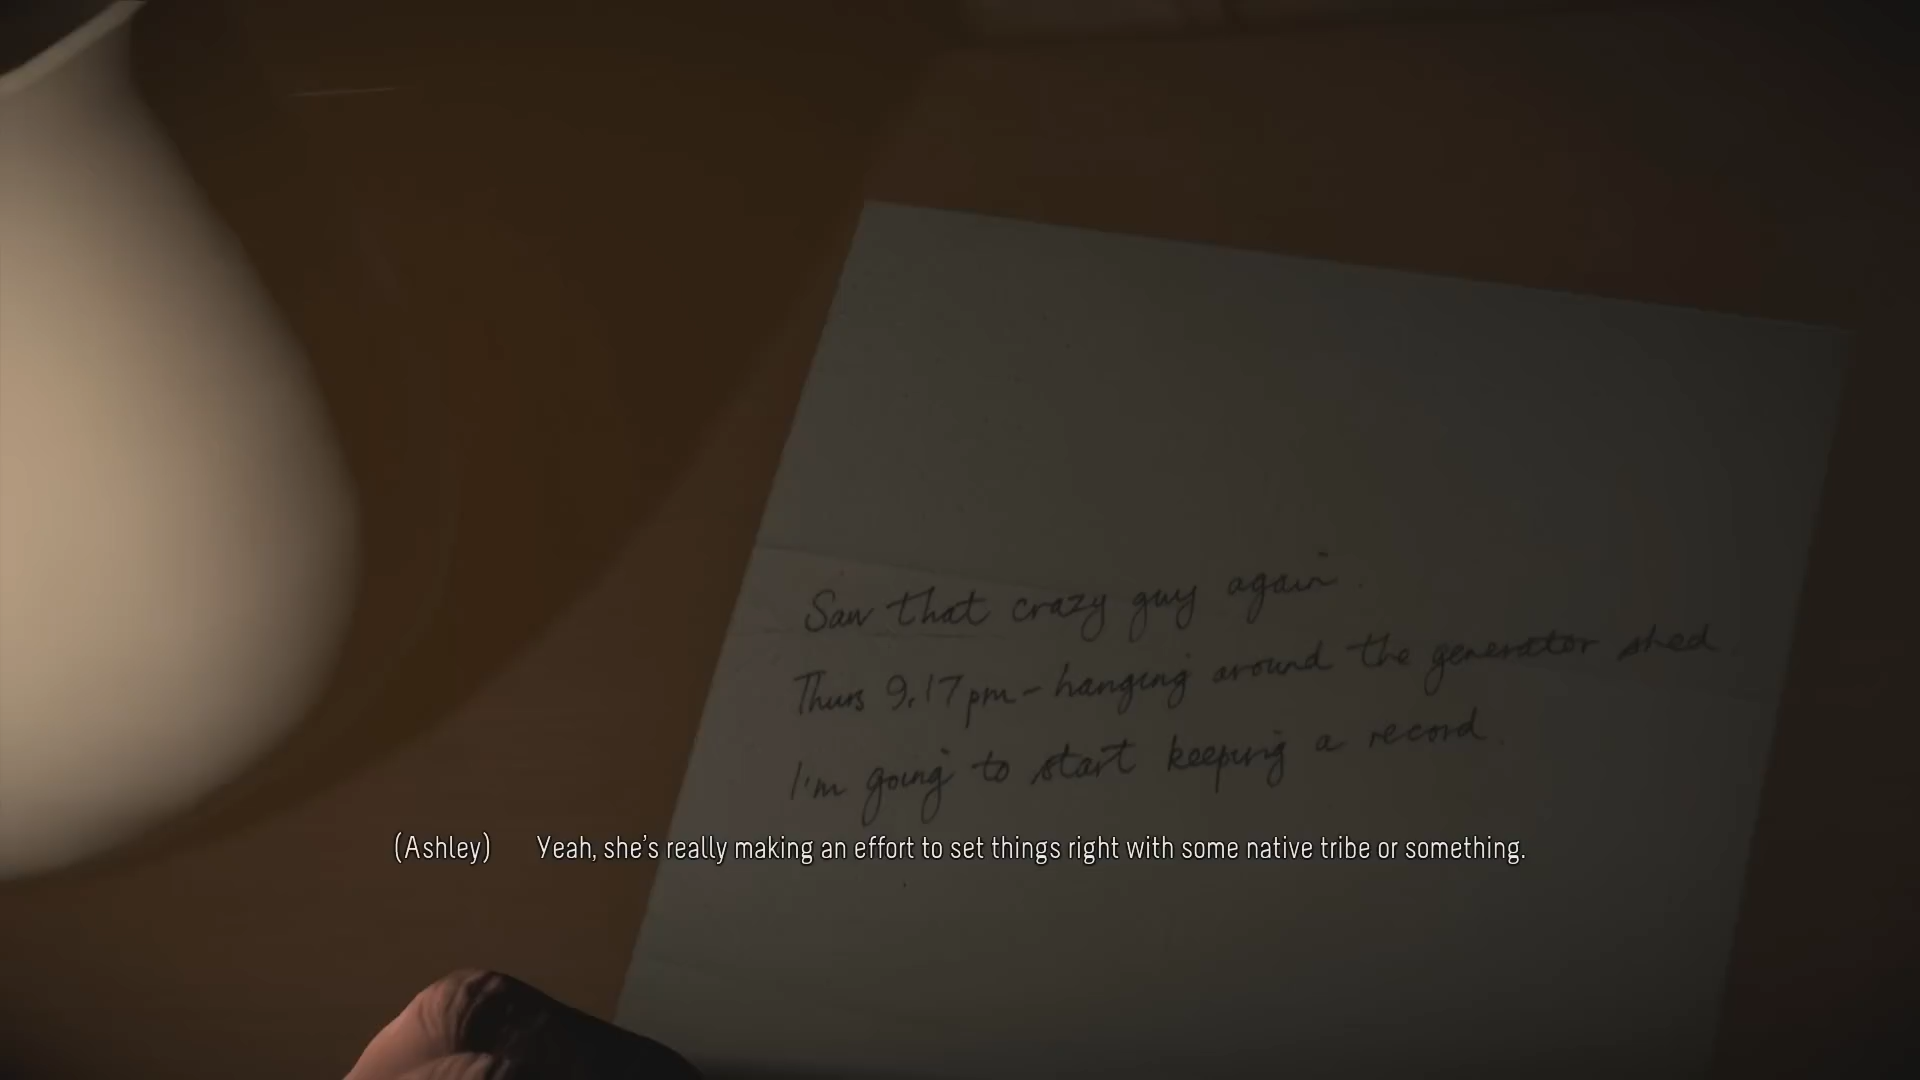 Saw that crazy guy again.
Thurs 9.17pm - hanging around the generator shed
I'm going to start keeping a record.
(Ashley) Yeah, she's really making an effort to set things right with some native tribe or something.